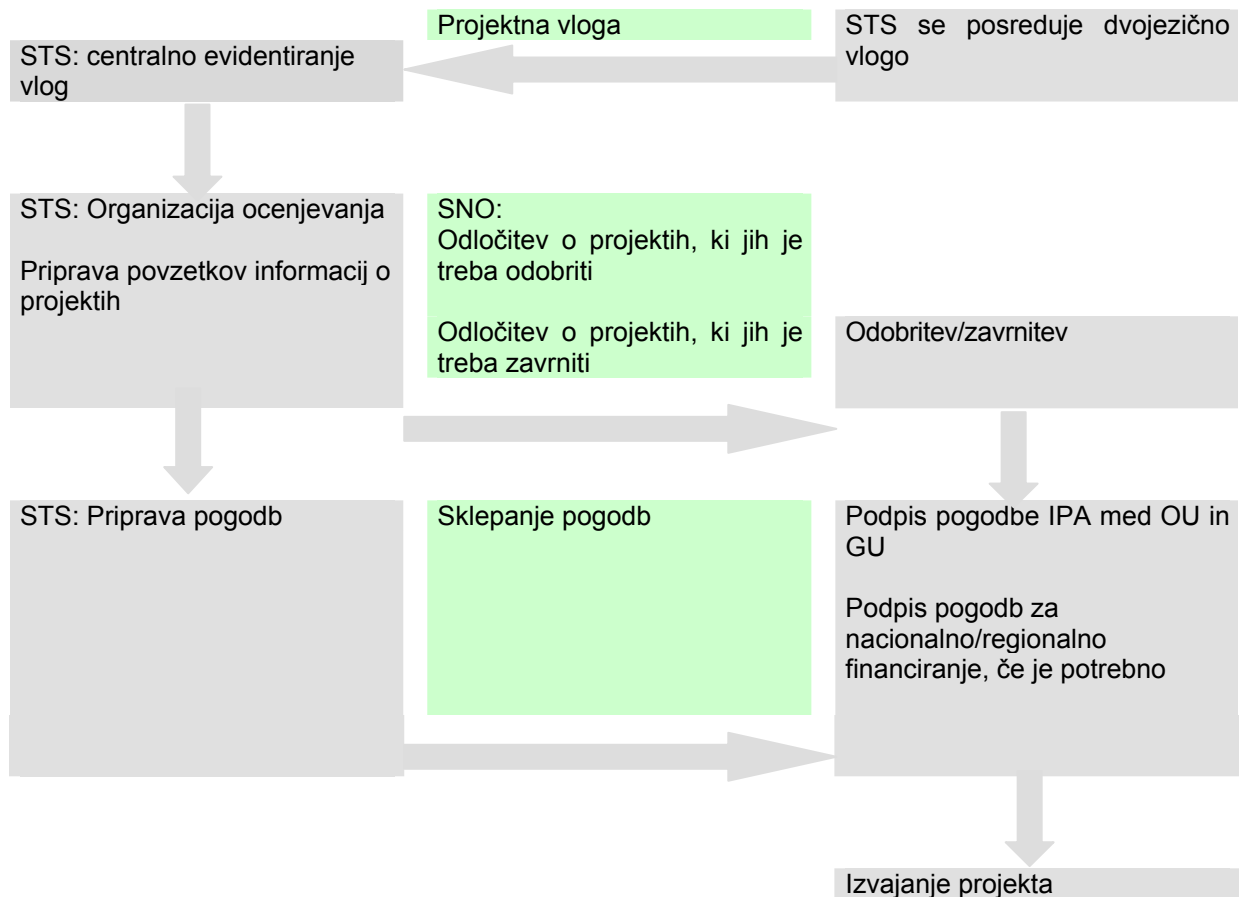 Projektna vloga
STS se posreduje dvojezično
vlogo
STS: centralno evidentiranje
vlog
STS: Organizacija ocenjevanja
Priprava povzetkov informacij o
projektih
SNO:
Odločitev o projektih, ki jih je
treba odobriti
Odločitev o projektih, ki jih je
treba zavrniti
Odobritev/zavrnitev
STS: Priprava pogodb
Sklepanje pogodb
Podpis pogodbe IPA med OU in
GU
Podpis pogodb za
nacionalno/regionalno
financiranje, če je potrebno
Izvajanje projekta